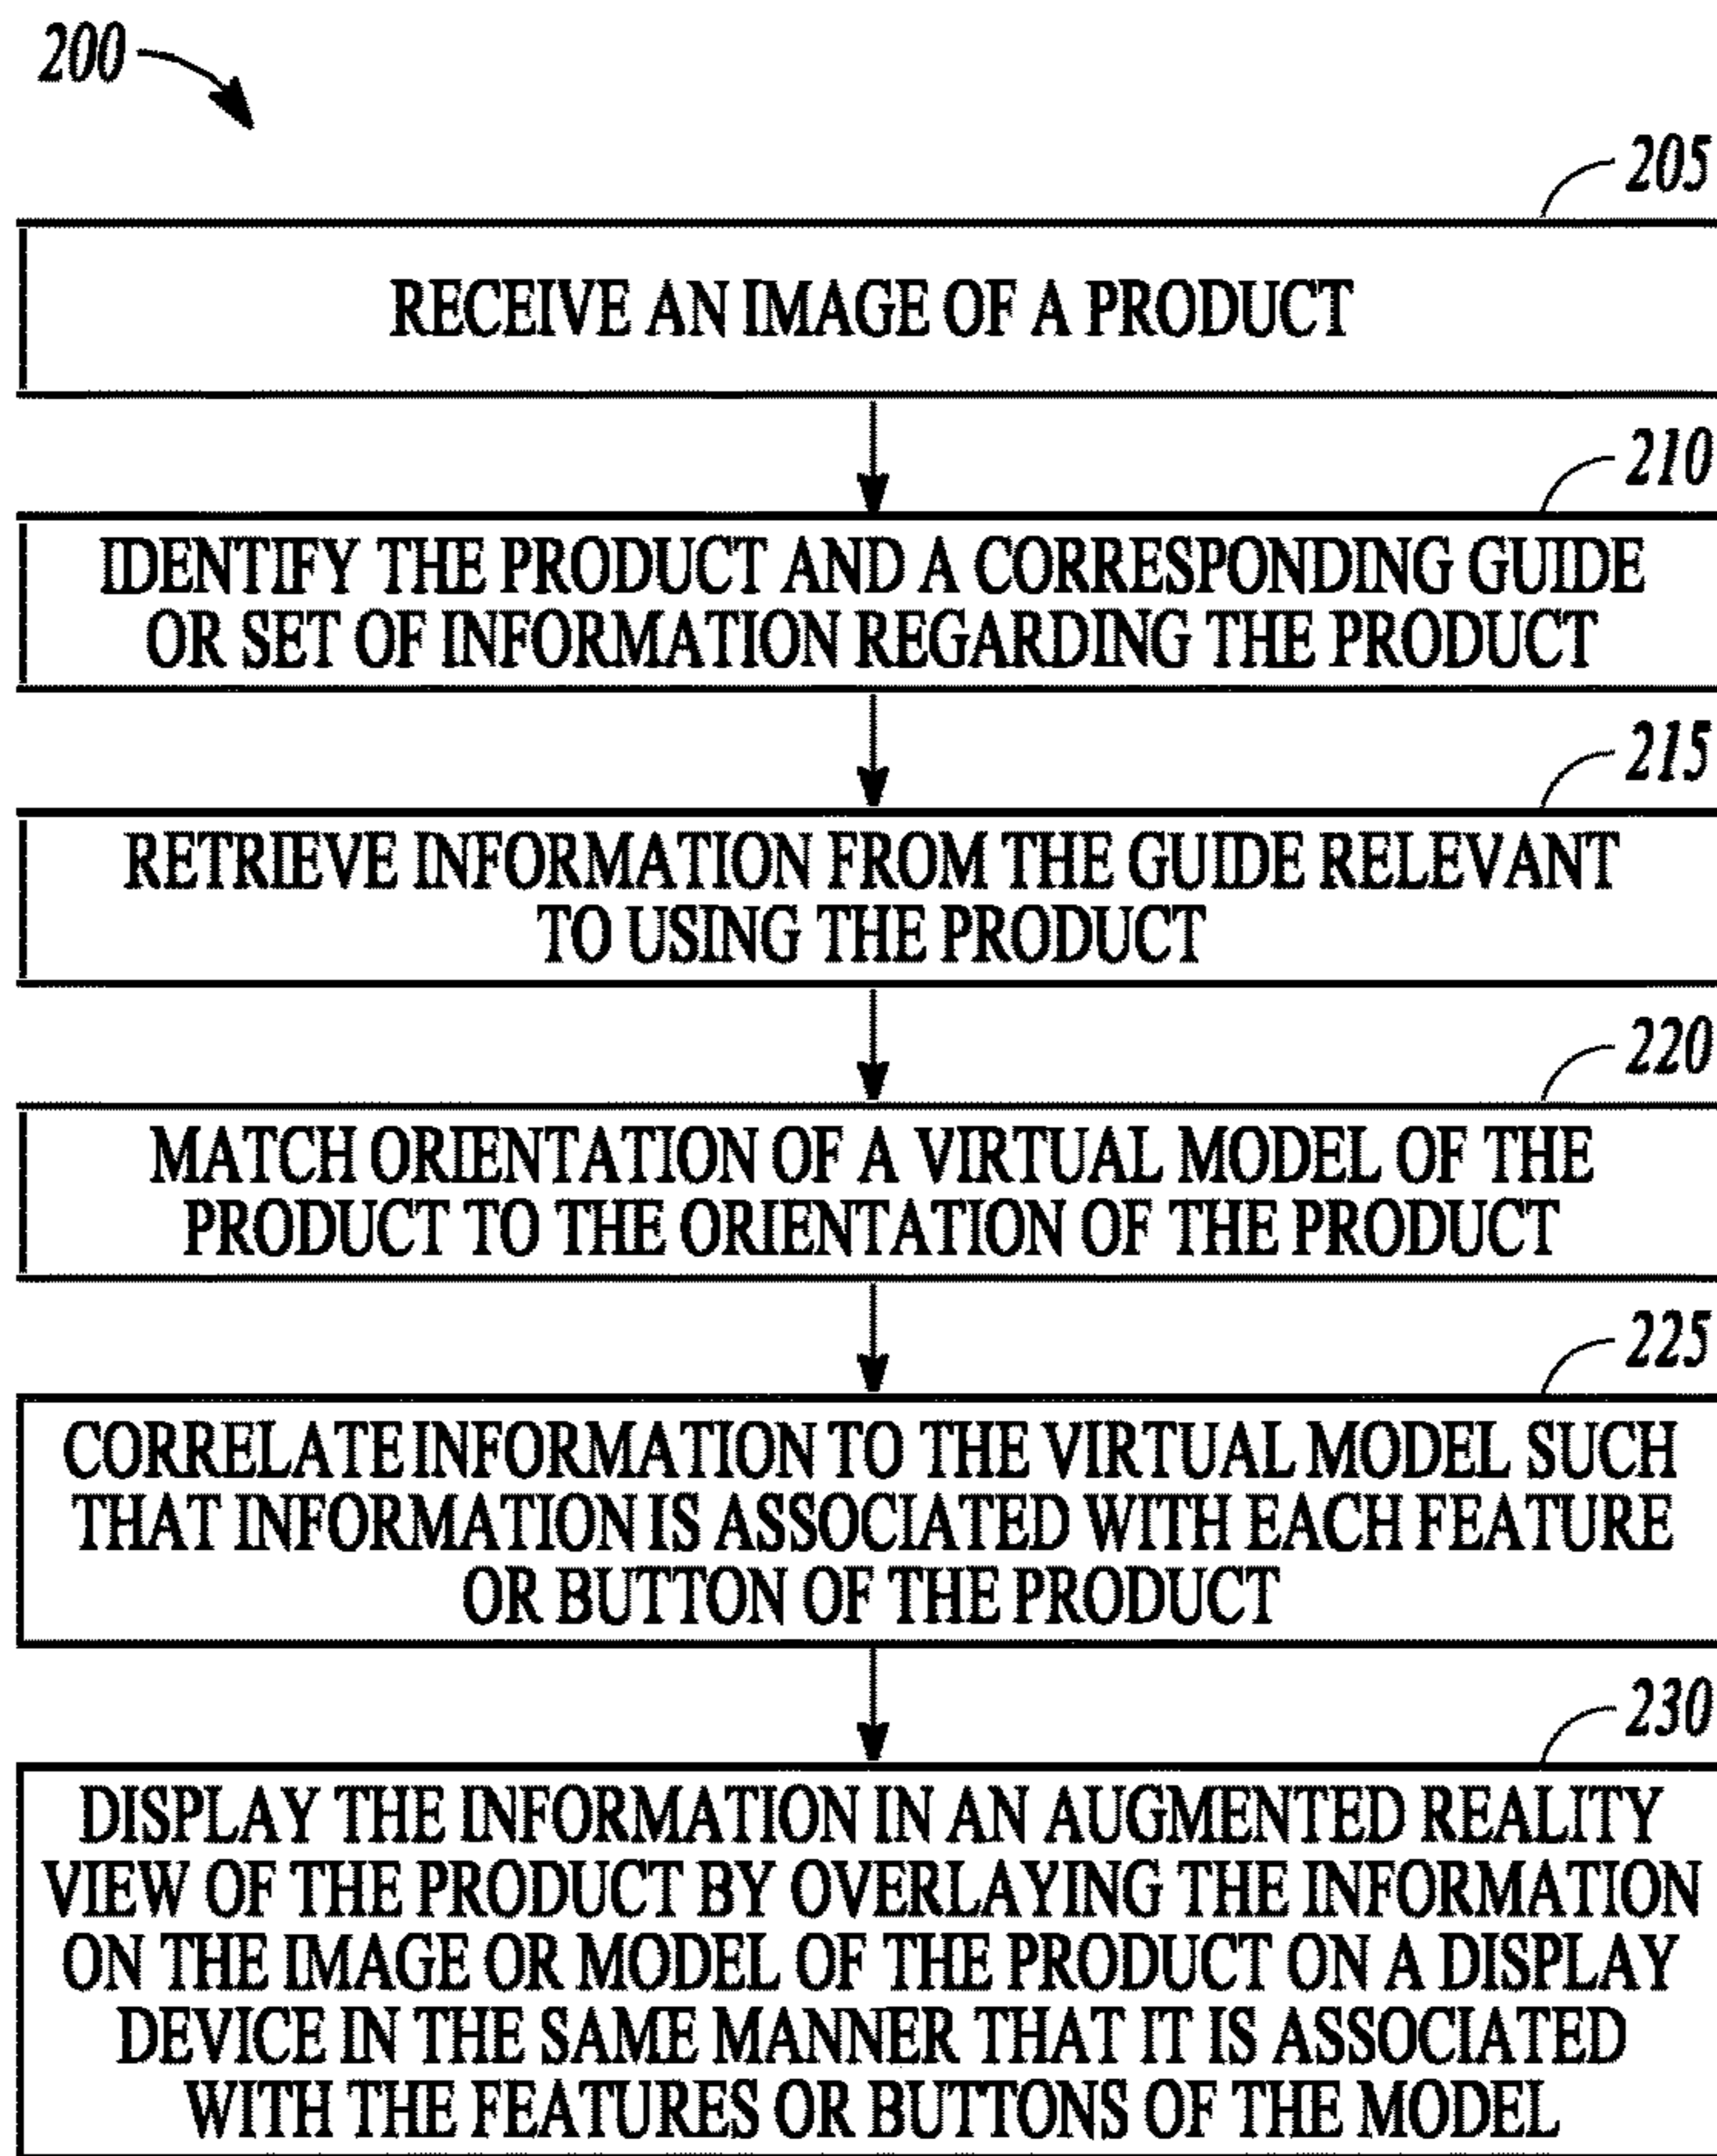 200
205
RECEIVE AN IMAGE OF A PRODUCT
210
IDENTIFY THE PRODUCT AND A CORRESPONDING GUIDE
OR SET OF INFORMATION REGARDING THE PRODUCT
215
RETRIEVE INFORMATION FROM THE GUIDE RELEVANT
TO USING THE PRODUCT
220
MATCH ORIENTATION OF A VIRTUAL MODEL OF THE
PRODUCT TO THE ORIENTATION OF THE PRODUCT
225
CORRELATE INFORMATION TO THE VIRTUAL MODEL SUCH
THAT INFORMATION IS ASSOCIATED WITH EACH FEATURE
OR BUTTON OF THE PRODUCT
230
DISPLAY THE INFORMATION IN AN AUGMENTED REALITY
VIEW OF THE PRODUCT BY OVERLAYING THE INFORMATION
ON THE IMAGE OR MODEL OF THE PRODUCT ON A DISPLAY
DEVICE IN THE SAME MANNER THAT IT IS ASSOCIATED
WITH THE FEATURES OR BUTTONS OF THE MODEL